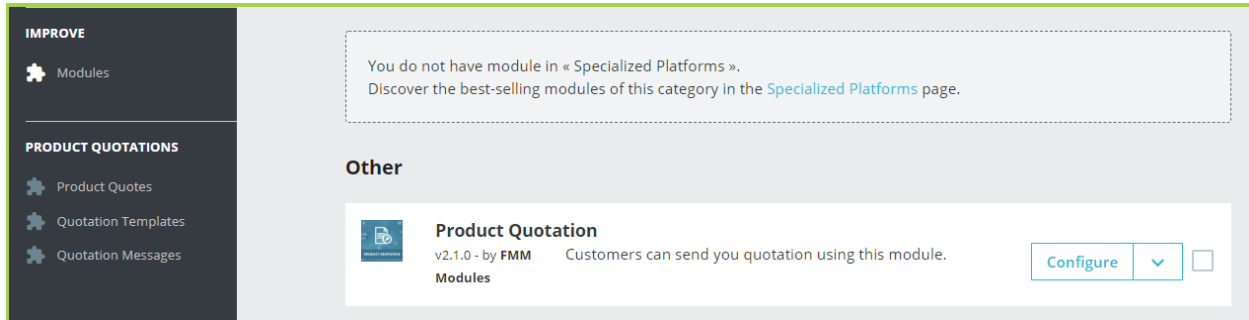 IMPROVE
Modules
PRODUCT QUOTATIONS
Product Quotes
Quotation Templates
Quotation Messages
You do not have module in « Specialized Platforms ».
Discover the best-selling modules of this category in the Specialized Platforms page.
Other
PRODUCT QUOTATION
Product Quotation
v2.1.0 - by FMM Modules
Customers can send you quotation using this module.
Configure